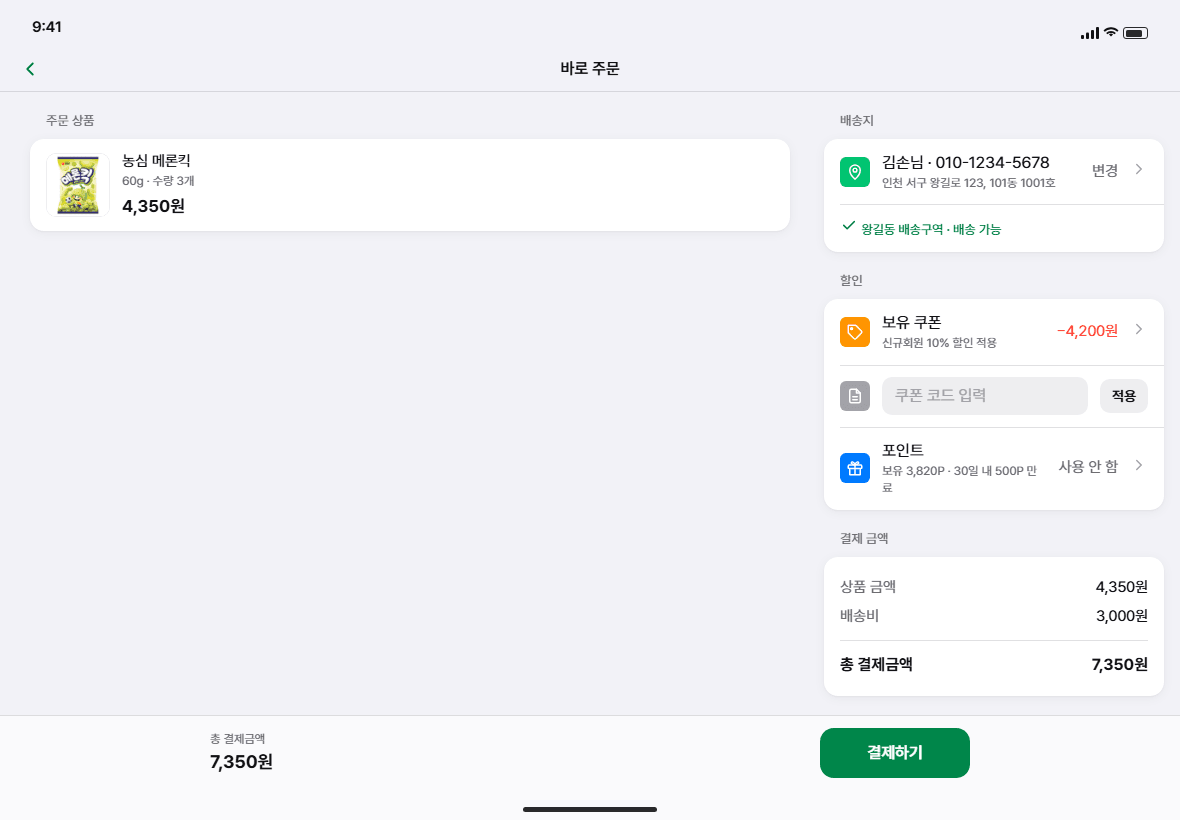 9:41
바로 주문
주문 상품
농심 메론킥
60g · 수량 3개
4,350원
배송지
김손님 · 010-1234-5678
인천 서구 왕길로 123, 101동 1001호
변경
왕길동 배송구역 · 배송 가능
할인
보유 쿠폰
신규회원 10% 할인 적용
−4,200원
쿠폰 코드 입력
적용
포인트
보유 3,820P · 30일 내 500P 만
료
사용 안 함
결제 금액
상품 금액
4,350원
배송비
3,000원
총 결제금액
7,350원
총 결제금액
7,350원
결제하기